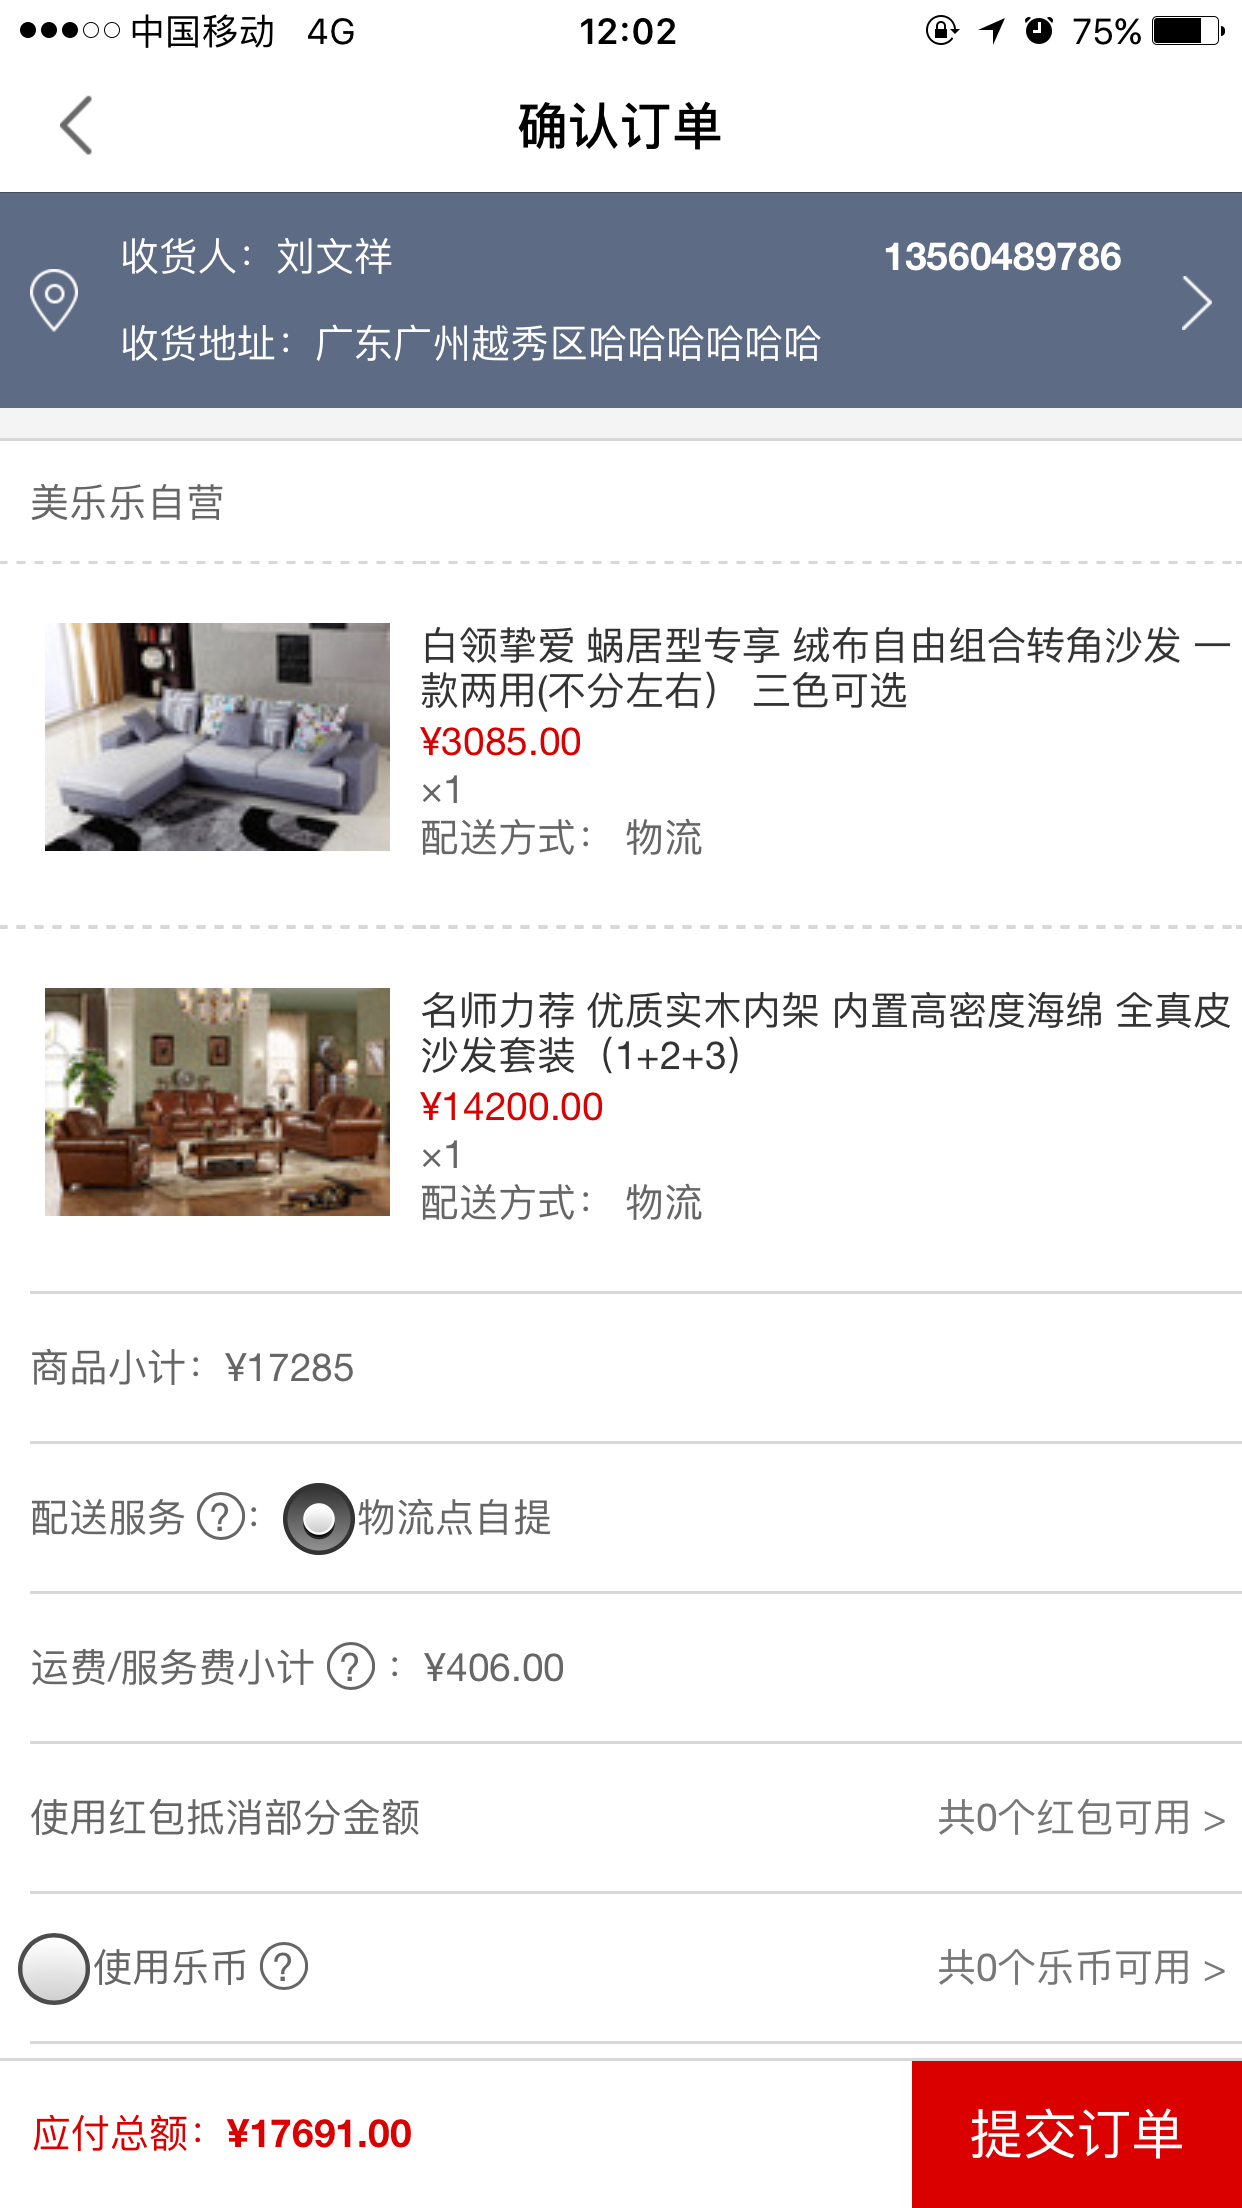 中国移动 4G 12:02 75%
确认订单
收货人：刘文祥 13560489786
收货地址：广东广州越秀区哈哈哈哈哈哈
美乐乐自营
白领挚爱 蜗居型专享 绒布自由组合转角沙发 一
款两用(不分左右） 三色可选
¥3085.00
×1
配送方式： 物流
名师力荐 优质实木内架 内置高密度海绵 全真皮
沙发套装（1+2+3）
¥14200.00
×1
配送方式： 物流
商品小计：¥17285
配送服务 ?： 物流点自提
运费/服务费小计 ?：¥406.00
使用红包抵消部分金额 共0个红包可用 >
使用乐币 ? 共0个乐币可用 >
应付总额：¥17691.00 提交订单